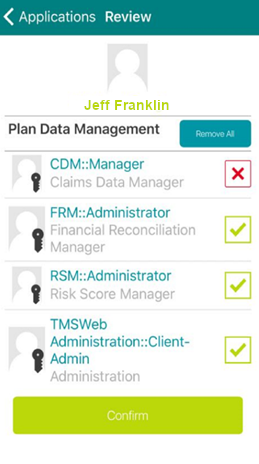 Applications Review
Jeff Franklin
Plan Data Management Remove All
CDM::Manager
Claims Data Manager
FRM::Administrator
Financial Reconciliation
Manager
RSM::Administrator
Risk Score Manager
TMSWeb
Administration::Client-
Admin
Administration
Confirm